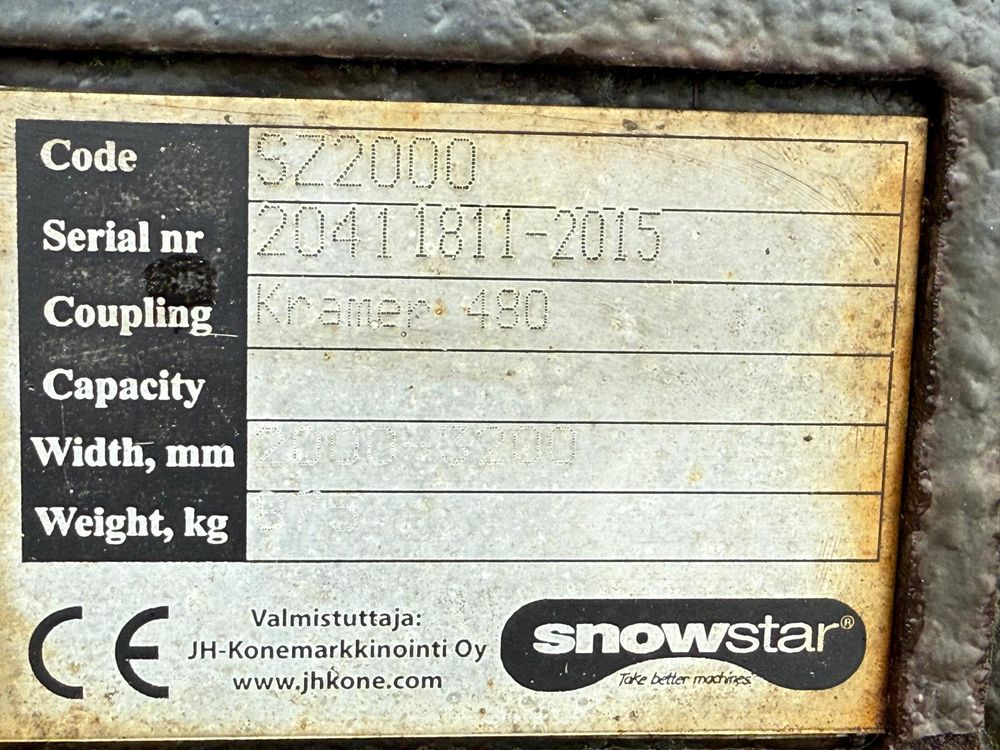 Code SZ2000
Serial nr 20411811-2015
Coupling Kramer 480
Capacity
Width, mm 2000-3200
Weight, kg
CE
Valmistuttaja:
JH-Konemarkkinointi Oy
www.jhkone.com
snowstar®
Take better machines.